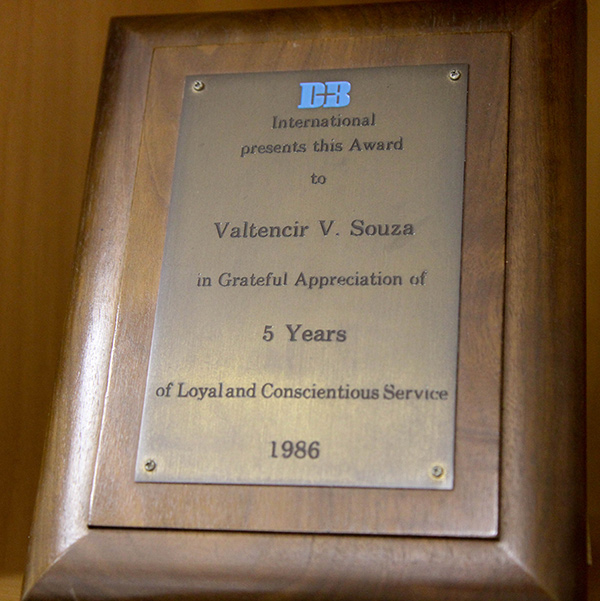 D+B
International
presents this Award
to
Valtencir V. Souza
in Grateful Appreciation of
5 Years
of Loyal and Conscientious Service
1986